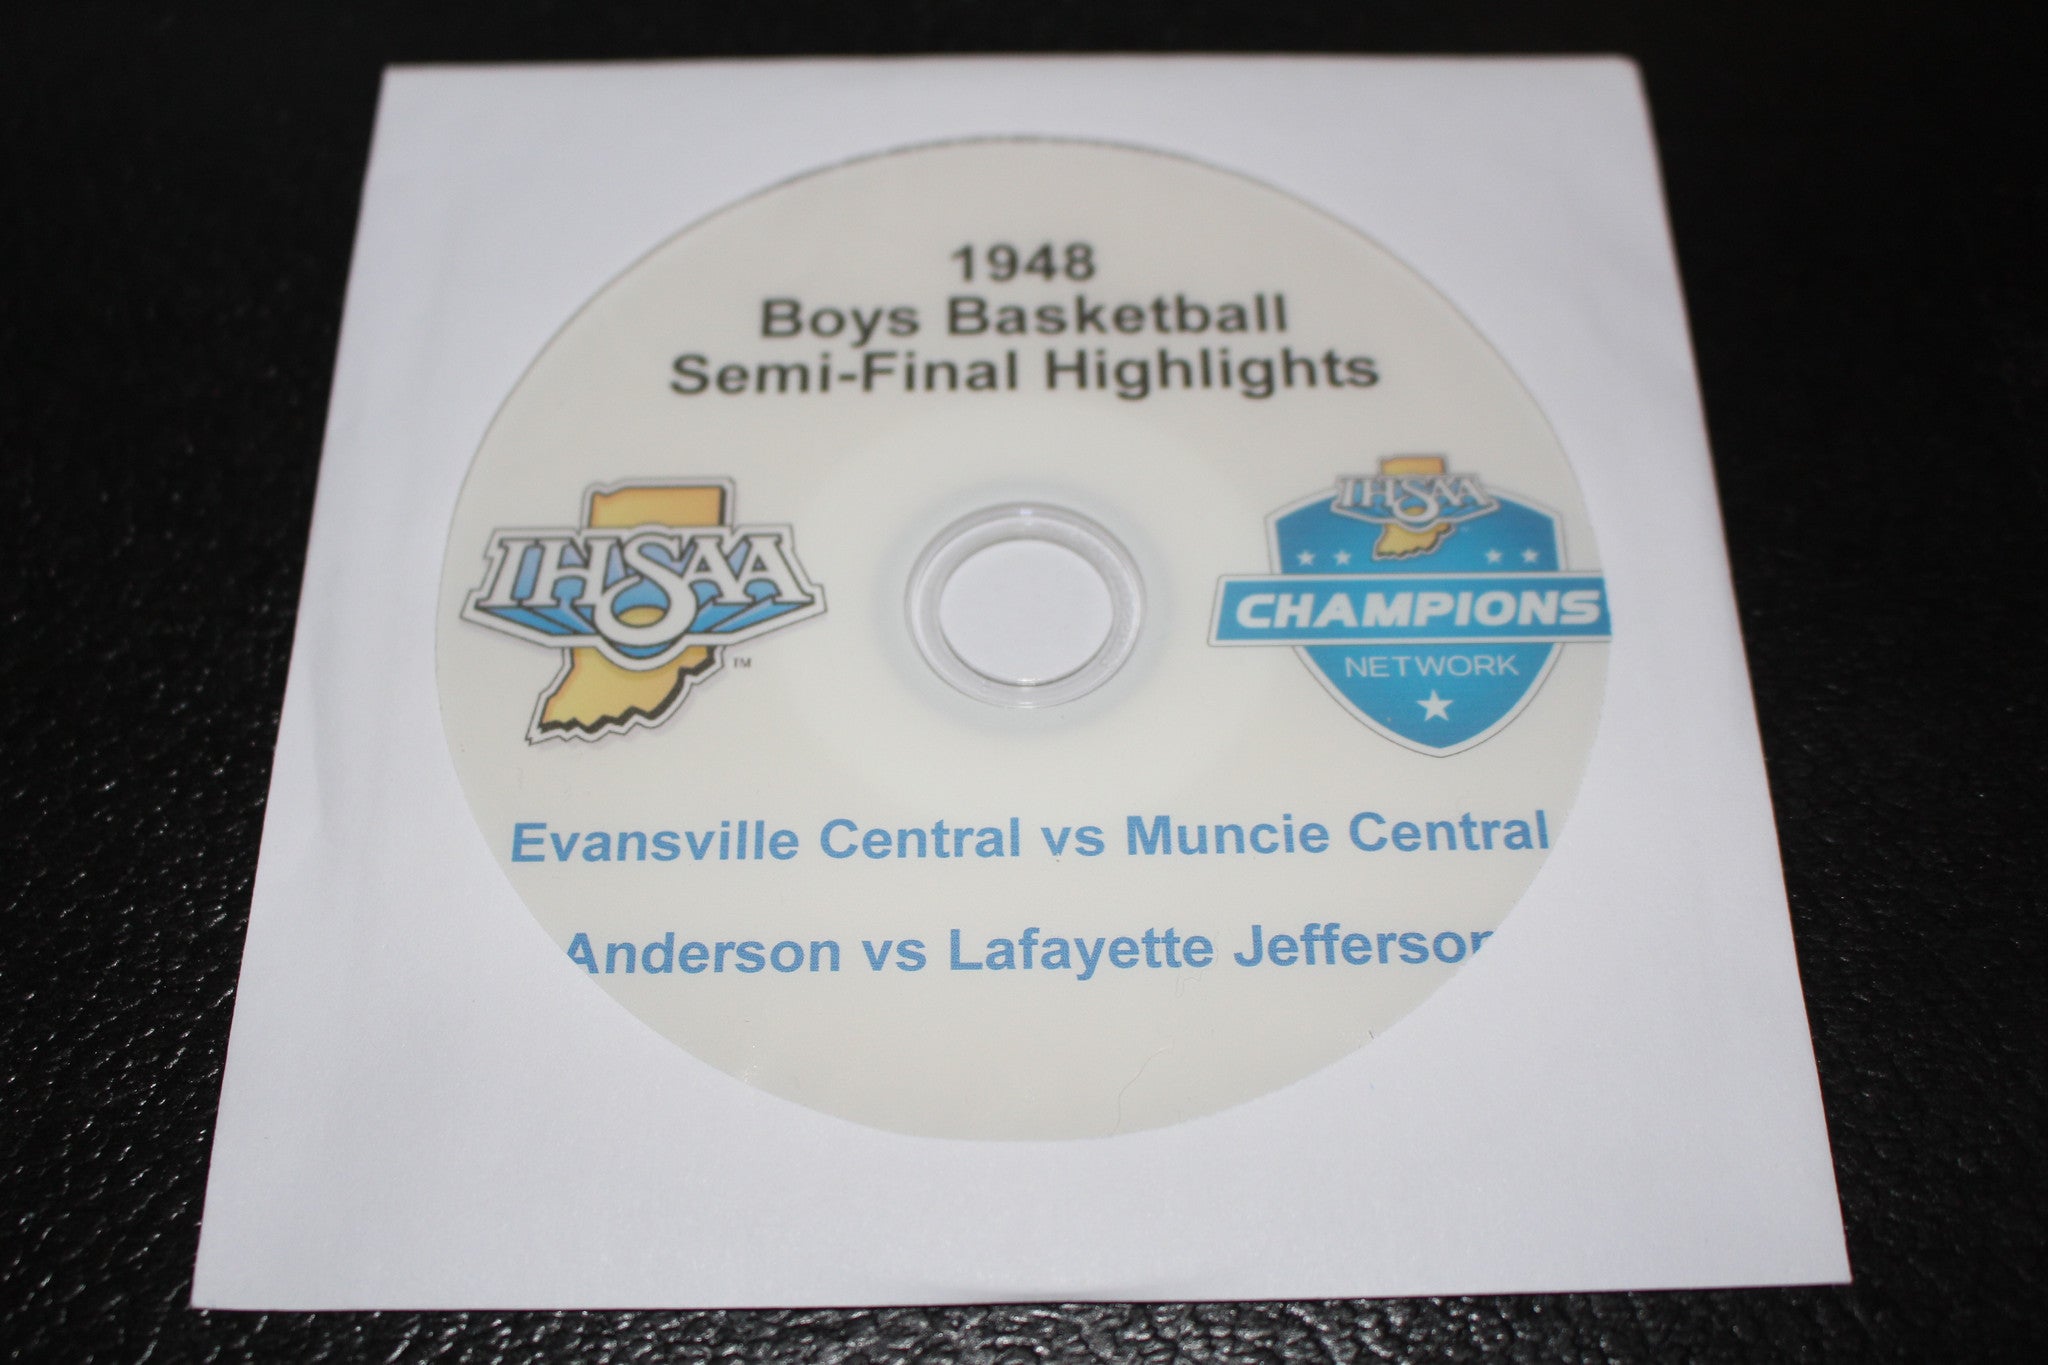 1948
Boys Basketball
Semi-Final Highlights
IHSAA
TM
IHSAA
CHAMPIONS
NETWORK
Evansville Central vs Muncie Central
Anderson vs Lafayette Jefferson